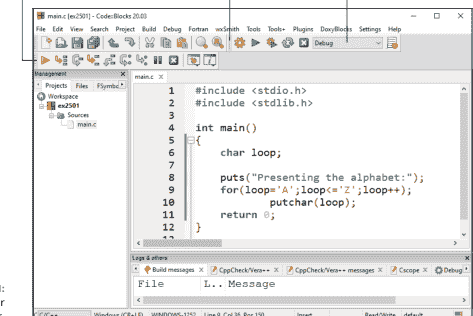 main.c [ex2501] - Code::Blocks 20.03
File Edit View Search Project Build Debug Fortran wxSmith Tools Tools+ Plugins DoxyBlocks Settings Help
Debug
Management
Projects Files FSymbo
main.c
Workspace
ex2501
Sources
main.c
1 #include <stdio.h>
2 #include <stdlib.h>
3
4 int main()
5 {
6 char loop;
7
8 puts("Presenting the alphabet:");
9 for(loop='A';loop<='Z';loop++);
10 putchar(loop);
11 return 0;
12 }
Logs & others
Build messages CppCheck/Vera++ CppCheck/Vera++ messages Cscope Debug
File L.. Message
C/C++ Windows (CR+LF) WINDOWS-1252 Line 9, Col 36, Pos 150 Insert Read/Write default